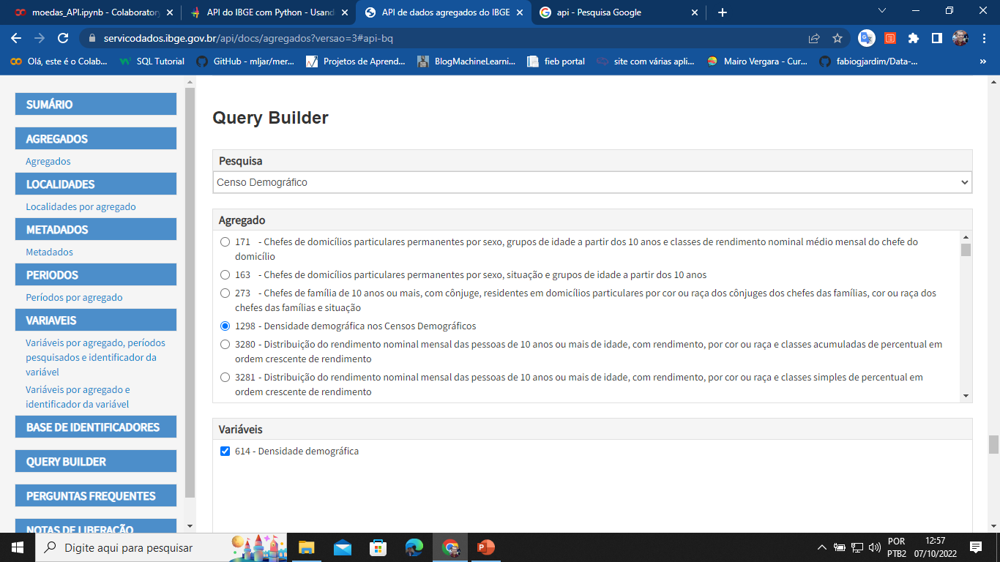 moedas_API.ipynb - Colaboratory
API do IBGE com Python - Usand
API de dados agregados do IBGE
api - Pesquisa Google
servicodados.ibge.gov.br/api/docs/agregados?versao=3#api-bq
Olá, este é o Colab...
SQL Tutorial
GitHub - mljar/mer...
Projetos de Aprend...
BlogMachineLearni...
fieb portal
site com várias apli...
Mairo Vergara - Cur...
fabiogjardim/Data-...
»
SUMÁRIO
AGREGADOS
Agregados
LOCALIDADES
Localidades por agregado
METADADOS
Metadados
PERIODOS
Períodos por agregado
VARIAVEIS
Variáveis por agregado, períodos
pesquisados e identificador da
variável
Variáveis por agregado e
identificador da variável
BASE DE IDENTIFICADORES
QUERY BUILDER
PERGUNTAS FREQUENTES
NOTAS DE LIBERAÇÃO
Query Builder
Pesquisa
Censo Demográfico
Agregado
171 - Chefes de domicílios particulares permanentes por sexo, grupos de idade a partir dos 10 anos e classes de rendimento nominal médio mensal do chefe do
domicílio
163 - Chefes de domicílios particulares permanentes por sexo, situação e grupos de idade a partir dos 10 anos
273 - Chefes de família de 10 anos ou mais, com cônjuge, residentes em domicílios particulares por cor ou raça dos cônjuges dos chefes das famílias, cor ou raça dos
chefes das famílias e situação
1298 - Densidade demográfica nos Censos Demográficos
3280 - Distribuição do rendimento nominal mensal das pessoas de 10 anos ou mais de idade, com rendimento, por cor ou raça e classes acumuladas de percentual em
ordem crescente de rendimento
3281 - Distribuição do rendimento nominal mensal das pessoas de 10 anos ou mais de idade, com rendimento, por cor ou raça e classes simples de percentual em
ordem crescente de rendimento
Variáveis
614 - Densidade demográfica
Digite aqui para pesquisar
POR
PTB2
12:57
07/10/2022